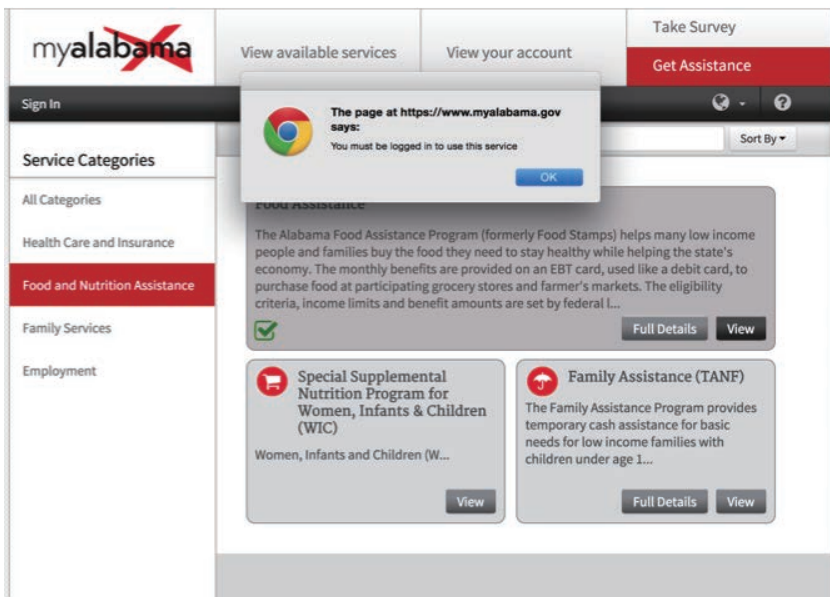 myalabama
View available services
View your account
Take Survey
Get Assistance
Sign In
The page at https://www.myalabama.gov
says:
You must be logged in to use this service
OK
Sort By
Service Categories
All Categories
Health Care and Insurance
Food and Nutrition Assistance
Family Services
Employment
Food Assistance
The Alabama Food Assistance Program (formerly Food Stamps) helps many low income
people and families buy the food they need to stay healthy while helping the state's
economy. The monthly benefits are provided on an EBT card, used like a debit card, to
purchase food at participating grocery stores and farmer's markets. The eligibility
criteria, income limits and benefit amounts are set by federal l...
Full Details
View
Special Supplemental
Nutrition Program for
Women, Infants & Children
(WIC)
Women, Infants and Children (W...
View
Family Assistance (TANF)
The Family Assistance Program provides
temporary cash assistance for basic
needs for low income families with
children under age 1...
Full Details
View